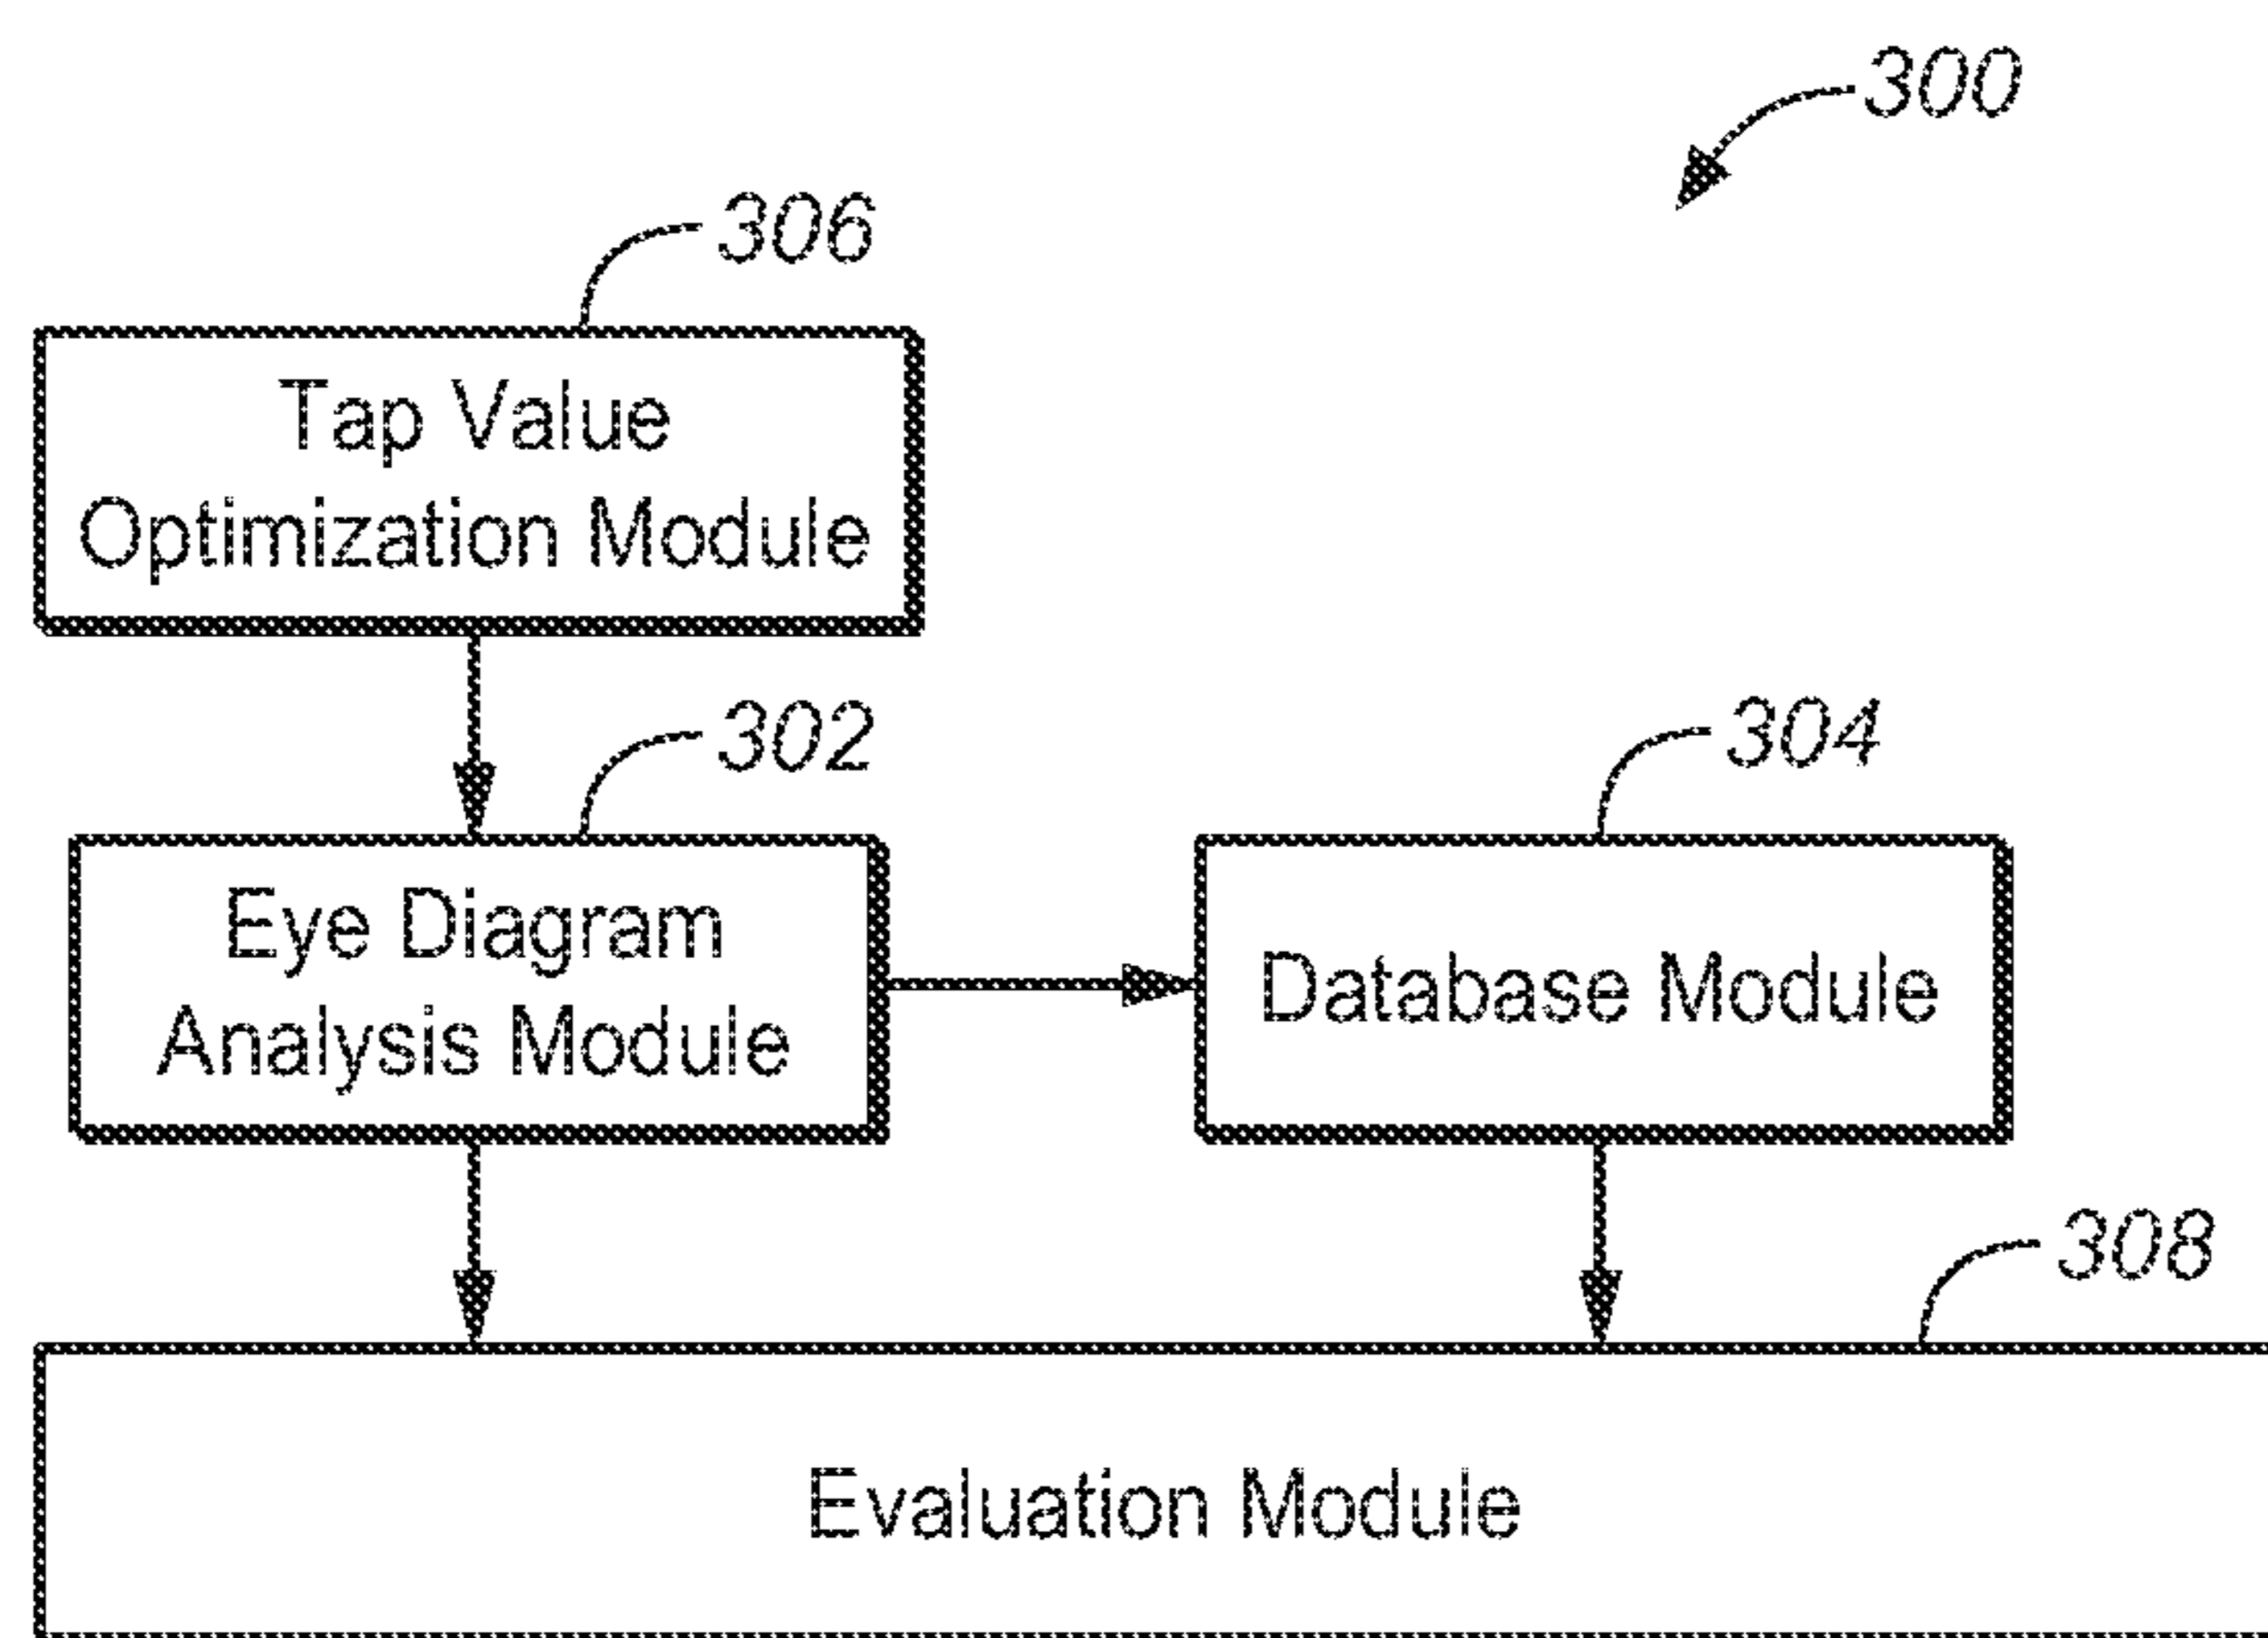 300
306
Tap Value
Optimization Module
302
304
Eye Diagram
Analysis Module
Database Module
308
Evaluation Module